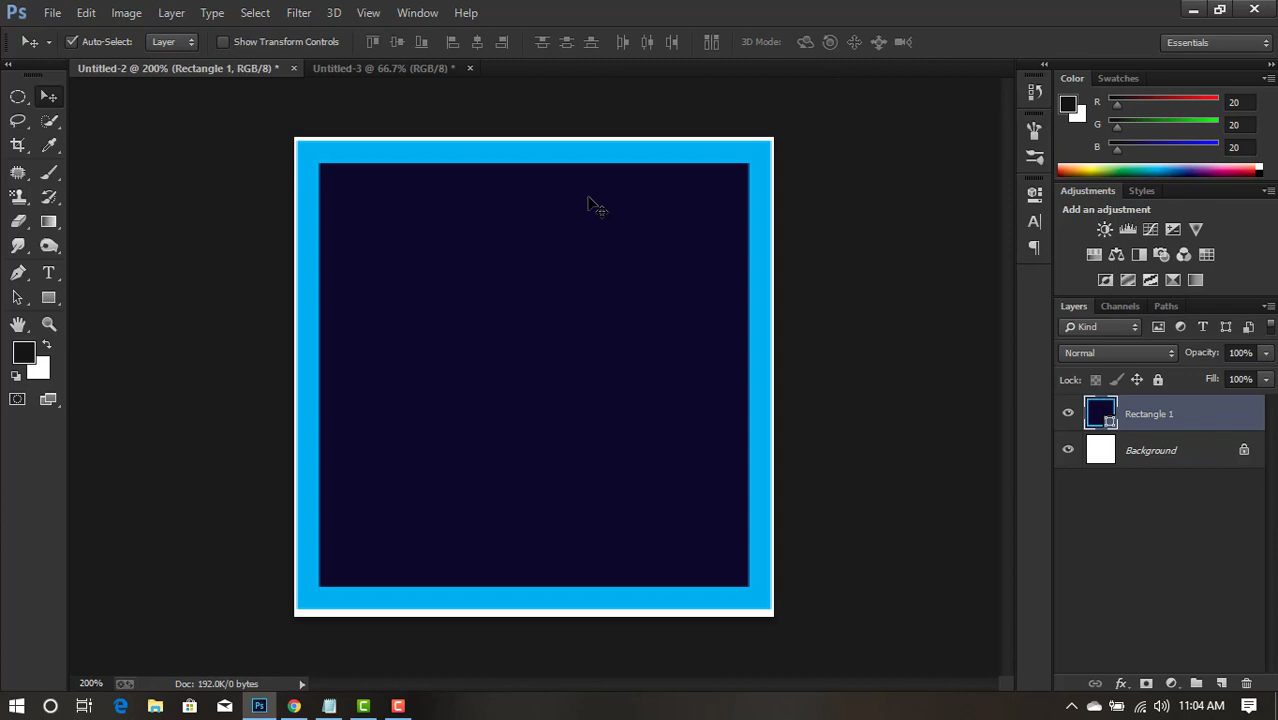 Ps File Edit Image Layer Type Select Filter 3D View Window Help
Auto-Select: Layer Show Transform Controls 3D Mode: Essentials
Untitled-2 @ 200% (Rectangle 1, RGB/8) * × Untitled-3 @ 66.7% (RGB/8) * ×
Color Swatches
R 20
G 20
B 20
Adjustments Styles
Add an adjustment
Layers Channels Paths
Kind
Normal Opacity: 100%
Lock: Fill: 100%
Rectangle 1
Background
200% Doc: 192.0K/0 bytes
11:04 AM